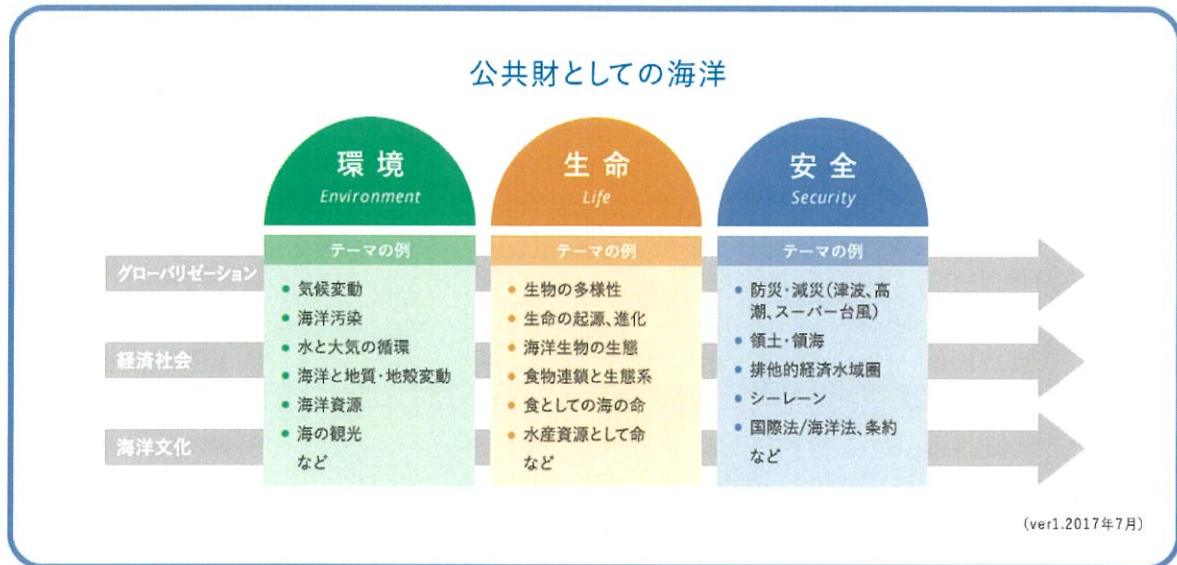 公共財としての海洋
環境
Environment
テーマの例
• 気候変動
• 海洋汚染
• 水と大気の循環
• 海洋と地質・地殻変動
• 海洋資源
• 海の観光
など
生命
Life
テーマの例
• 生物の多様性
• 生命の起源、進化
• 海洋生物の生態
• 食物連鎖と生態系
• 食としての海の命
• 水産資源として命
など
安全
Security
テーマの例
• 防災・減災(津波、高
潮、スーパー台風)
• 領土・領海
• 排他的経済水域圏
• シーレーン
• 国際法/海洋法、条約
など
グローバリゼーション
経済社会
海洋文化
(ver1.2017年7月)